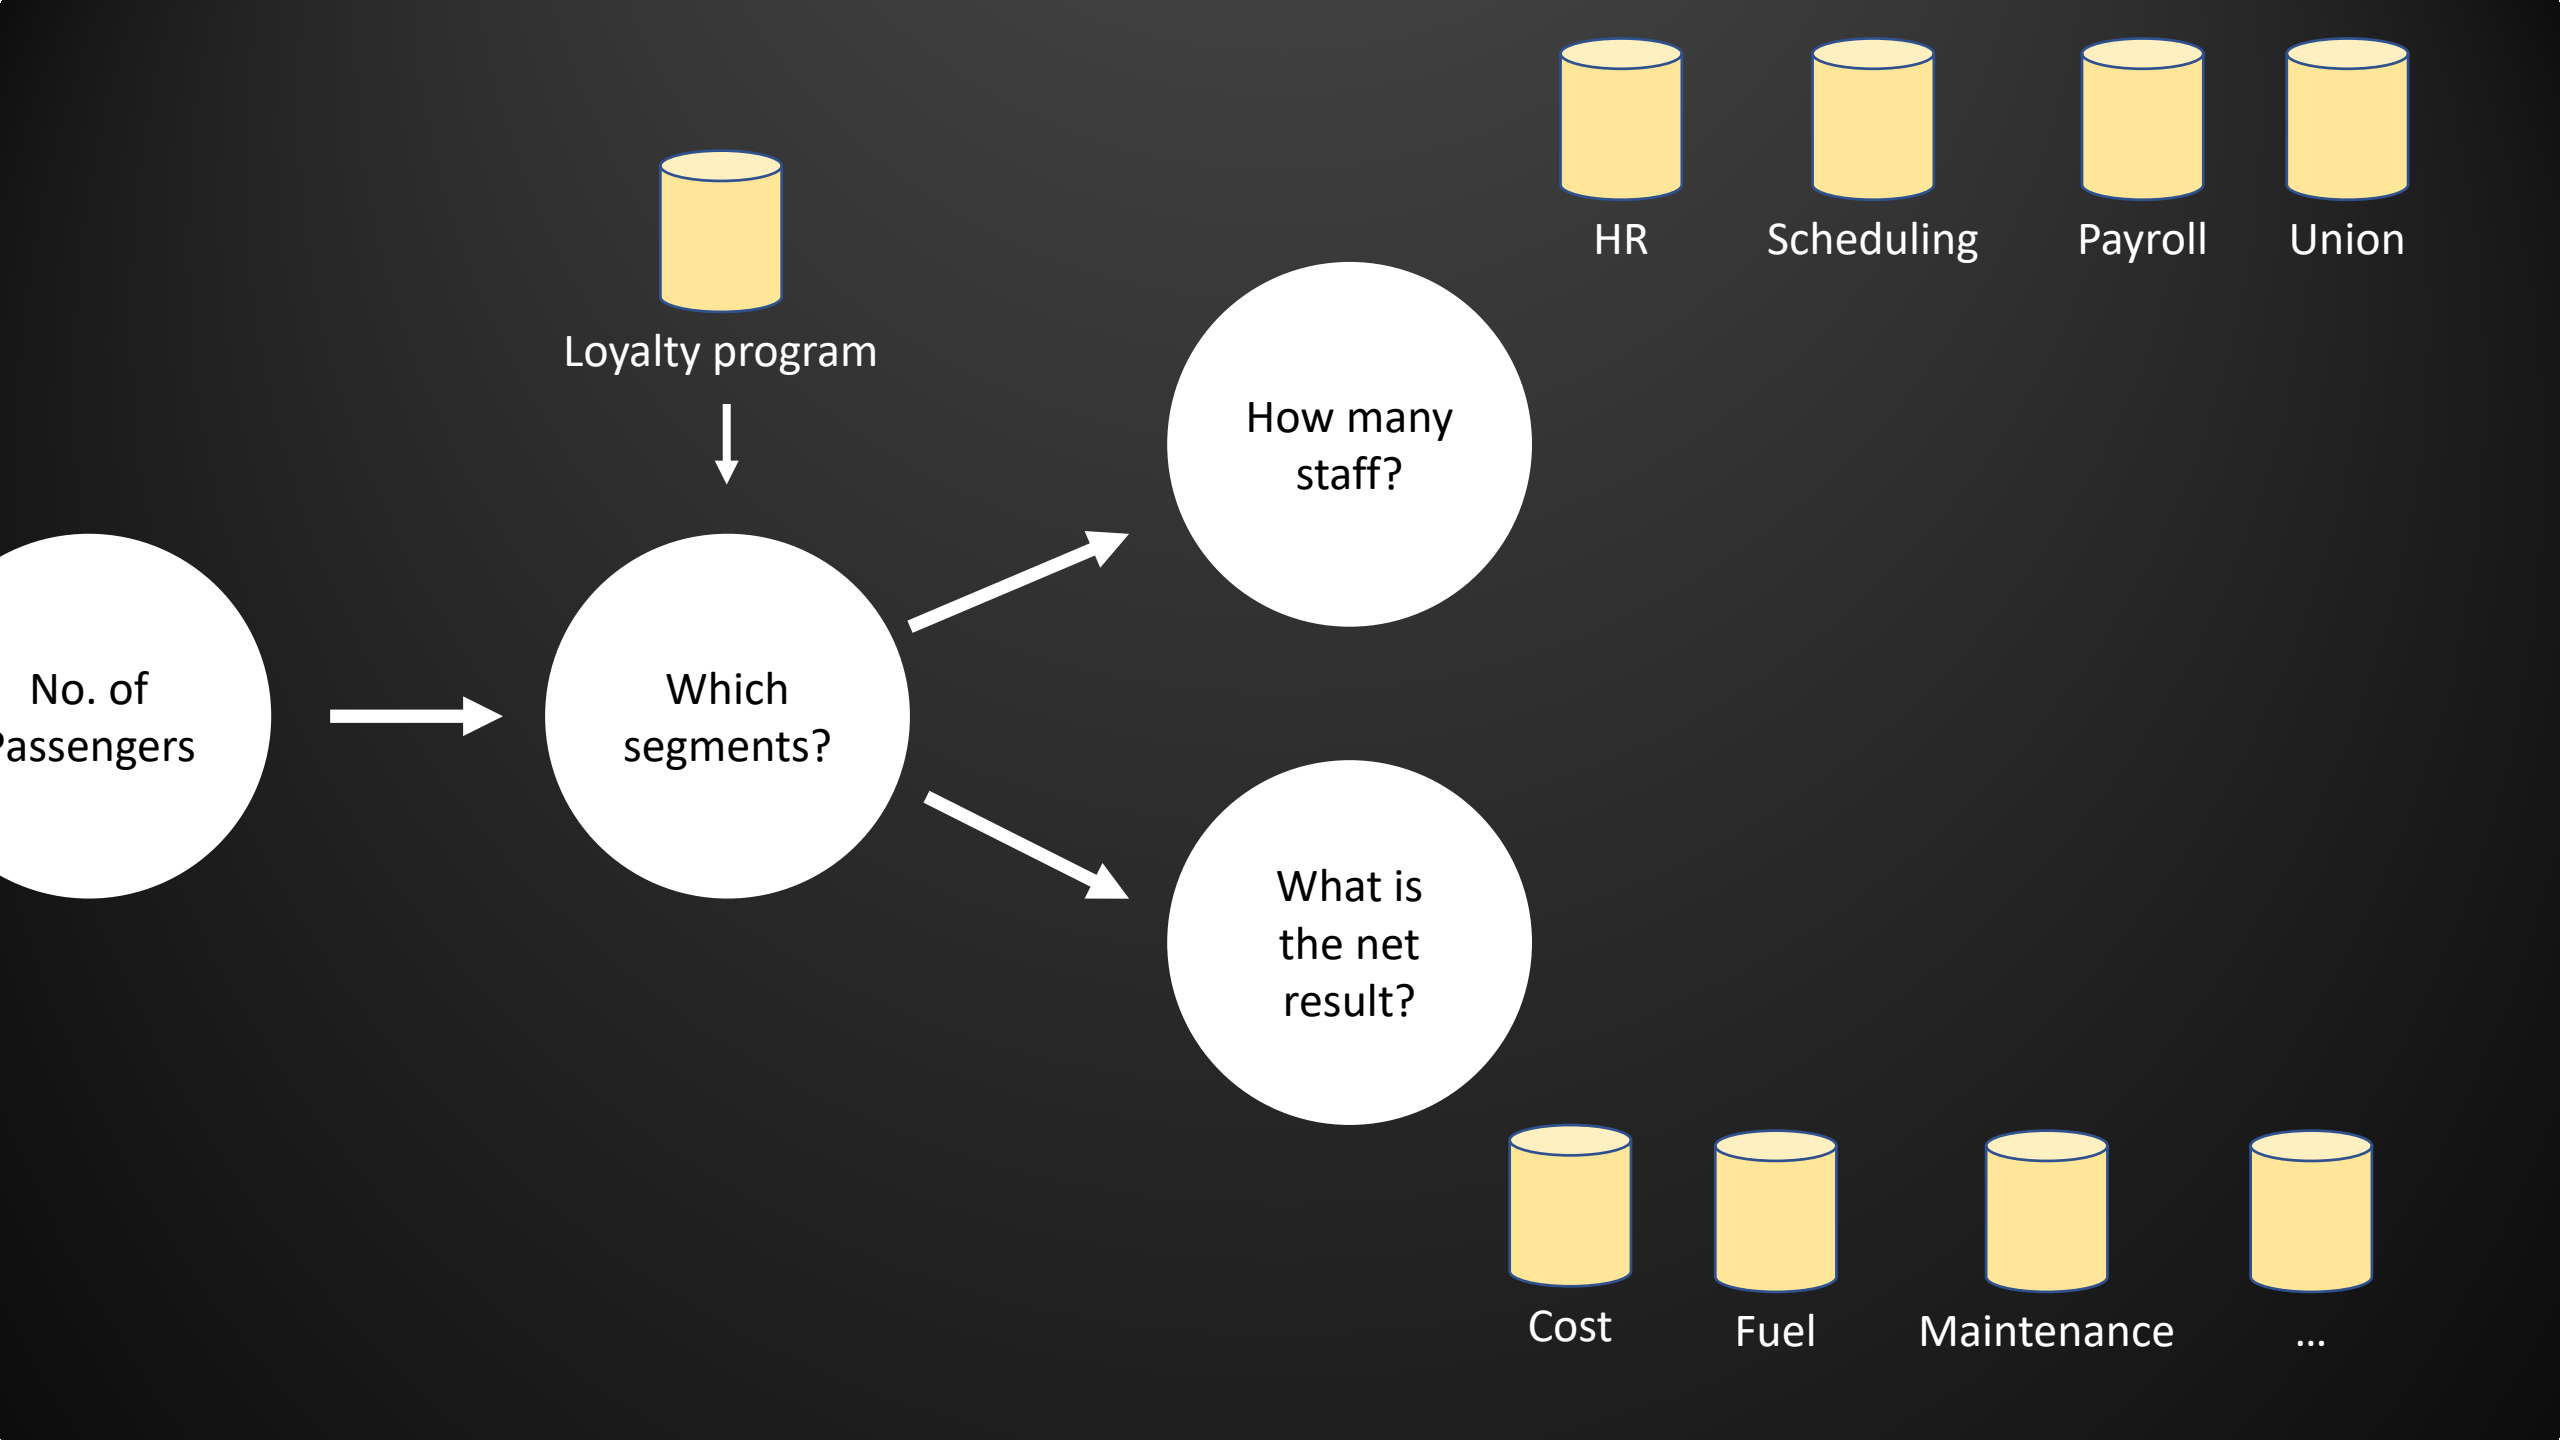 HR
Scheduling
Payroll
Union
Loyalty program
How many
staff?
No. of
Passengers
Which
segments?
What is
the net
result?
Cost
Fuel
Maintenance
...